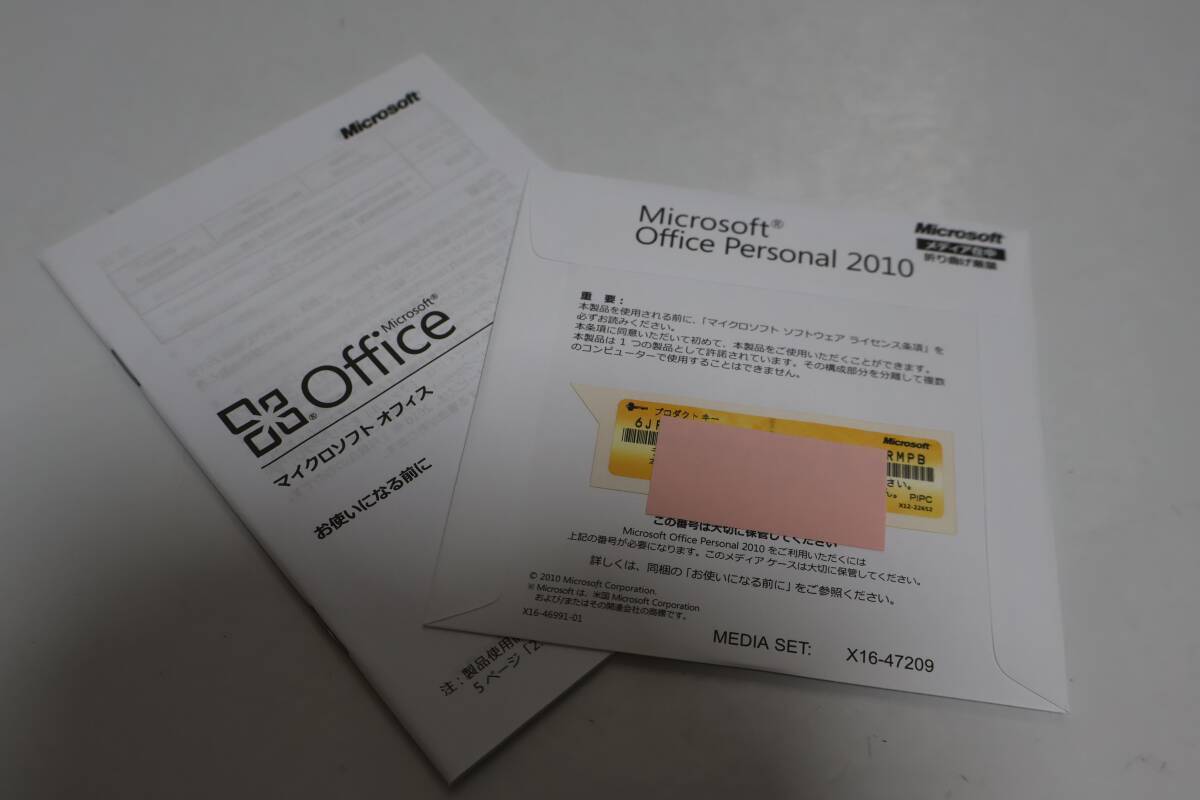 Microsoft
Microsoft®
Office
®
マイクロソフト オフィス
お使いになる前に
注：製品使用
5 ページ「2
Microsoft®
Office Personal 2010
Microsoft
メディア在中
折り曲げ厳禁
重 要：
本製品を使用される前に、「マイクロソフト ソフトウェア ライセンス条項」を
必ずお読みください。
本条項に同意いただいて初めて、本製品をご使用いただくことができます。
本製品は 1 つの製品として許諾されています。その構成部分を分離して複数
のコンピューターで使用することはできません。
プロダクト キー
Microsoft
6J
RMPB
さい。
ん。 PIPC
X12-22652
この番号は大切に保管してください
Microsoft Office Personal 2010 をご利用いただくには
上記の番号が必要になります。このメディア ケースは大切に保管してください。
詳しくは、同梱の「お使いになる前に」をご参照ください。
© 2010 Microsoft Corporation.
※ Microsoft は、米国 Microsoft Corporation
および/またはその関連会社の商標です。
X16-46991-01
MEDIA SET: X16-47209